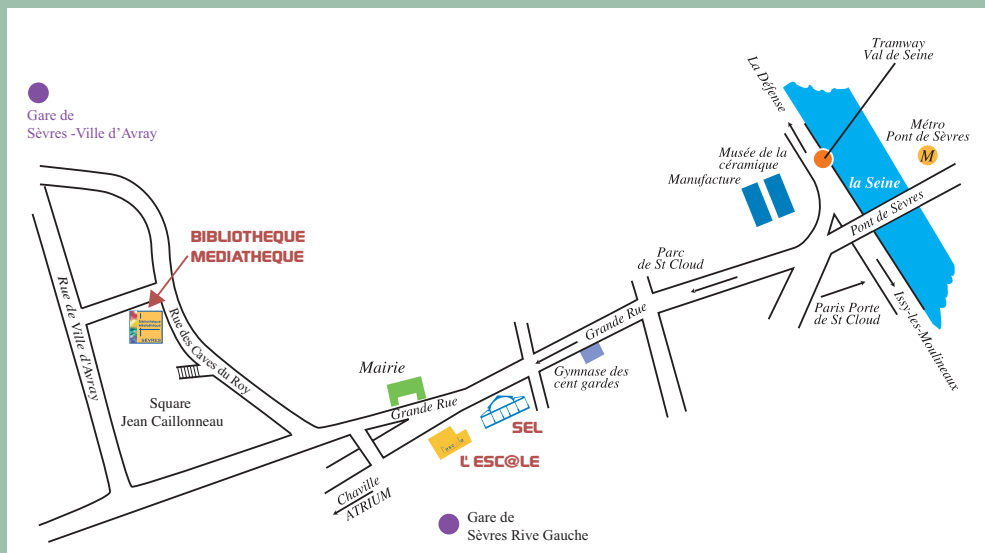 Tramway
Val de Seine
La Défense
Gare de
Sèvres -Ville d'Avray
Métro
Pont de Sèvres
M
Musée de la
céramique
Manufacture
la Seine
Pont de Sèvres
BIBLIOTHEQUE
MEDIATHEQUE
Parc
de St Cloud
Rue de Ville d'Avray
Bibliothèque
Médiathèque
SÈVRES
Rue des Caves du Roy
Grande Rue
Paris Porte
de St Cloud
Issy-les-Moulineaux
Mairie
Gymnase des
cent gardes
Square
Jean Caillonneau
Grande Rue
SEL
L' ESC@LE
Chaville
ATRIUM
Gare de
Sèvres Rive Gauche